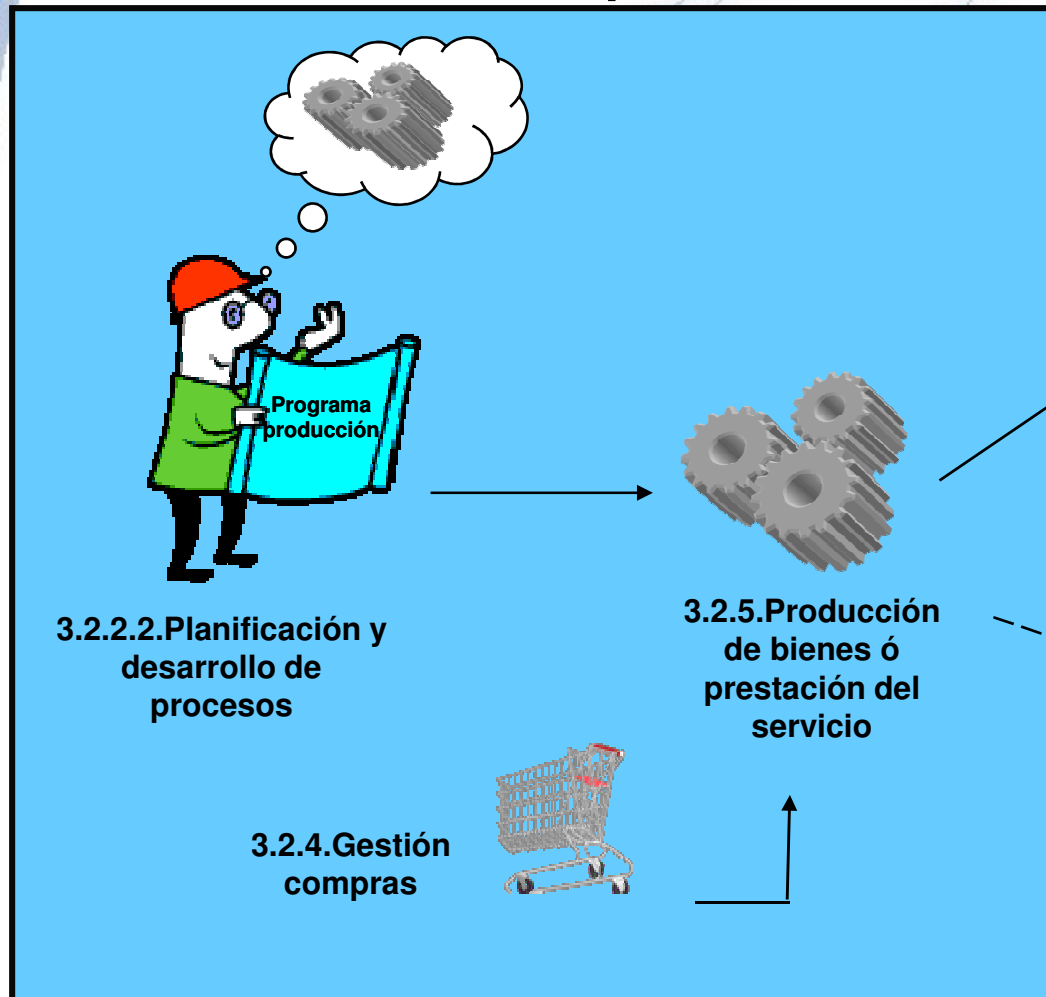 Programa
producción
3.2.2.2.Planificación y
desarrollo de
procesos
3.2.5.Producción
de bienes ó
prestación del
servicio
3.2.4.Gestión
compras